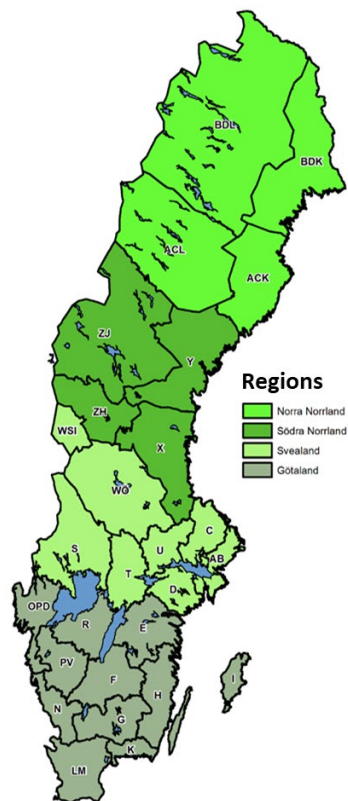 BDL
BDK
ACL
ACK
ZJ
Y
Regions
Norra Norrland
Södra Norrland
Svealand
Götaland
ZH
WSI
X
WO
C
S
U
AB
T
D
OPD
R
E
PV
F
I
H
N
G
K
LM